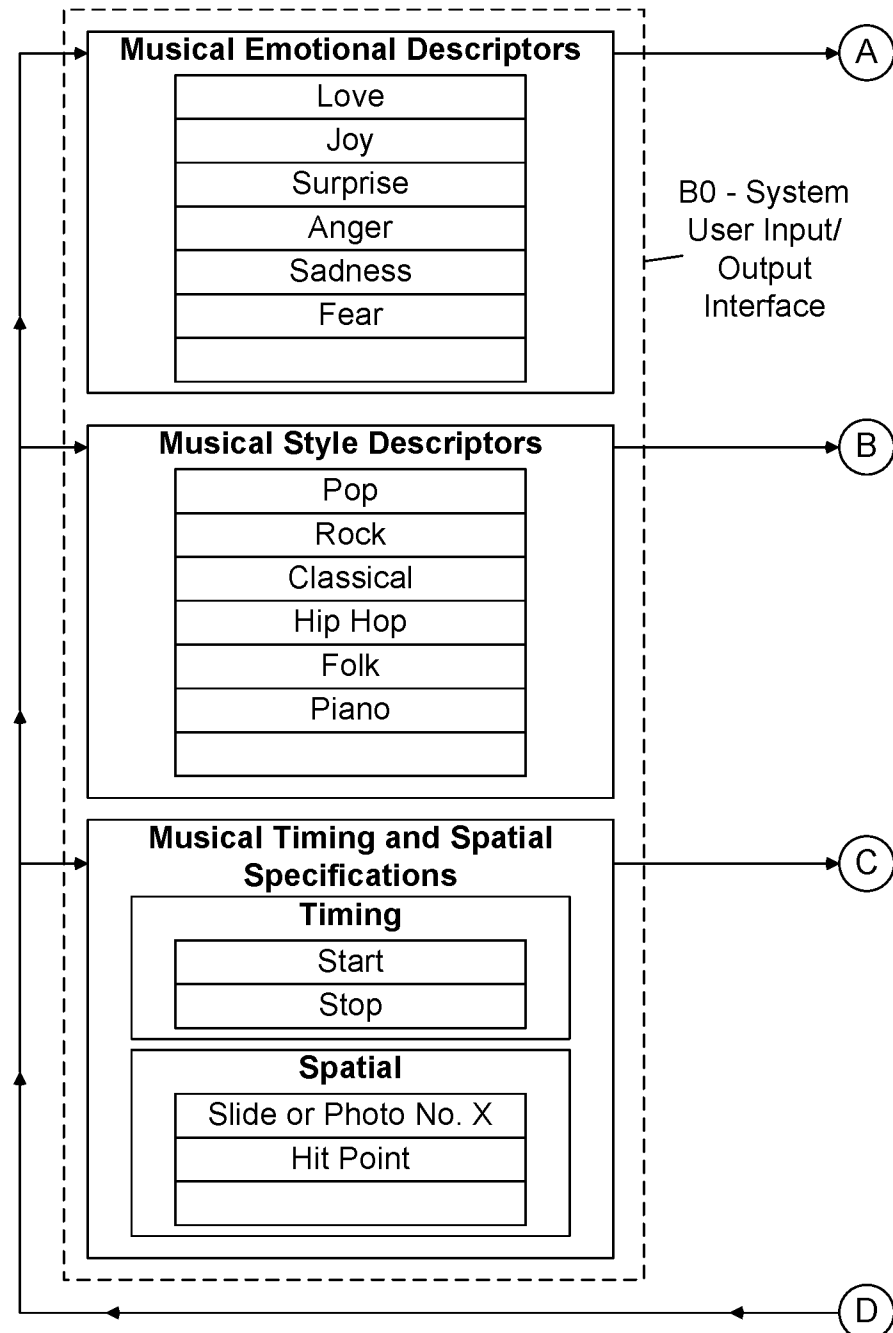 Musical Emotional Descriptors
A
Love
Joy
Surprise
Anger
Sadness
Fear
B0 - System
User Input/
Output
Interface
Musical Style Descriptors
B
Pop
Rock
Classical
Hip Hop
Folk
Piano
Musical Timing and Spatial
Specifications
C
Timing
Start
Stop
Spatial
Slide or Photo No. X
Hit Point
D